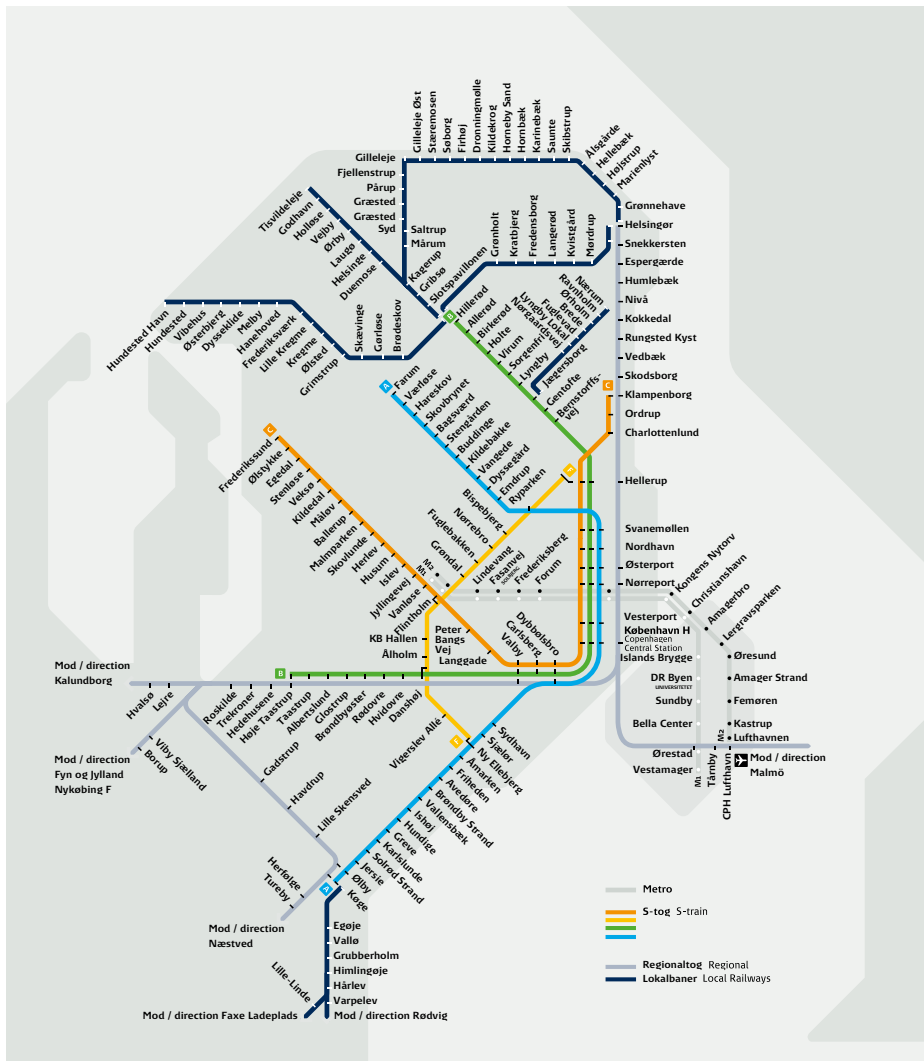 Gilleleje Øst
Stæremosen
Søborg
Firhøj
Dronningmølle
Kildekrog
Horneby Sand
Hornbæk
Karinebæk
Saunte
Skibstrup
Ålsgårde
Hellebæk
Højstrup
Marienlyst
Gilleleje
Fjellenstrup
Pårup
Græsted
Græsted
Syd
Saltrup
Mårum
Kagerup
Gribsø
Slotspavillonen
Tisvildeleje
Godhavn
Holløse
Vejby
Ørby
Laugø
Helsinge
Duemose
Grønholt
Kratbjerg
Fredensborg
Langerød
Kvistgård
Mørdrup
Grønnehave
Helsingør
Snekkersten
Espergærde
Humlebæk
Nivå
Kokkedal
Rungsted Kyst
Vedbæk
Skodsborg
Klampenborg
Ordrup
Charlottenlund
Hellerup
Svanemøllen
Nordhavn
Østerport
Nørreport
Vesterport
København H
Copenhagen
Central Station
Nærum
Ravnholm
Ørholm
Brede
Fuglevad
Lyngby Lokal
Nørgaardsvej
Jægersborg
B
Hillerød
Allerød
Birkerød
Holte
Virum
Sorgenfri
Lyngby
Gentofte
Bernstorffs-
vej
C
Hundested Havn
Hundested
Vibehus
Østerbjerg
Dysseklide
Melby
Hanehoved
Frederiksværk
Lille Kregme
Kregme
Ølsted
Grimstrup
Skævinge
Gørløse
Brødeskov
A
Farum
Værløse
Hareskov
Skovbrynet
Bagsværd
Stengården
Buddinge
Kildebakke
Vangede
Dyssegård
Emdrup
Ryparken
C
Frederikssund
Ølstykke
Egedal
Stenløse
Veksø
Kildedal
Måløv
Ballerup
Malmparken
Skovlunde
Herlev
Husum
Islev
Jyllingevej
Vanløse
Flintholm
Peter
Bangs
Vej
Langgade
Valby
Carlsberg
Dybbølsbro
Bispebjerg
Nørrebro
Fuglebakken
Grøndal
KB Hallen
Ålholm
M1
M2
Lindevang
Fasanvej
Frederiksberg
Forum
Kongens Nytorv
Christianshavn
Amagerbro
Lergravsparken
Øresund
Amager Strand
Femøren
Kastrup
Lufthavnen
M2
Islands Brygge
DR Byen
UNIVERSITETET
Sundby
Bella Center
Ørestad
Vestamager
M1
Tårnby
CPH Lufthavn
Mod / direction
Malmö
Mod / direction
Kalundborg
Hvalsø
Lejre
Roskilde
Trekroner
Hedehusene
B
Høje Taastrup
Taastrup
Albertslund
Glostrup
Brøndbyøster
Rødovre
Hvidovre
Danshøj
Vigerslev Allé
Mod / direction
Fyn og Jylland
Nykøbing F
Viby Sjælland
Borup
Gadstrup
Havdrup
Lille Skensved
Herfølge
Tureby
Mod / direction
Næstved
Sydhavn
Sjælør
Ny Ellebjerg
Åmarken
Friheden
Avedøre
Brøndby Strand
Vallensbæk
Ishøj
Hundige
Greve
Karlslunde
Solrød Strand
Jersie
Ølby
Køge
A
Egøje
Vallø
Grubberholm
Himlingøje
Hårlev
Varpelev
Lille-Linde
Mod / direction Faxe Ladeplads
Mod / direction Rødvig
Metro
S-tog S-train
Regionaltog Regional
Lokalbaner Local Railways